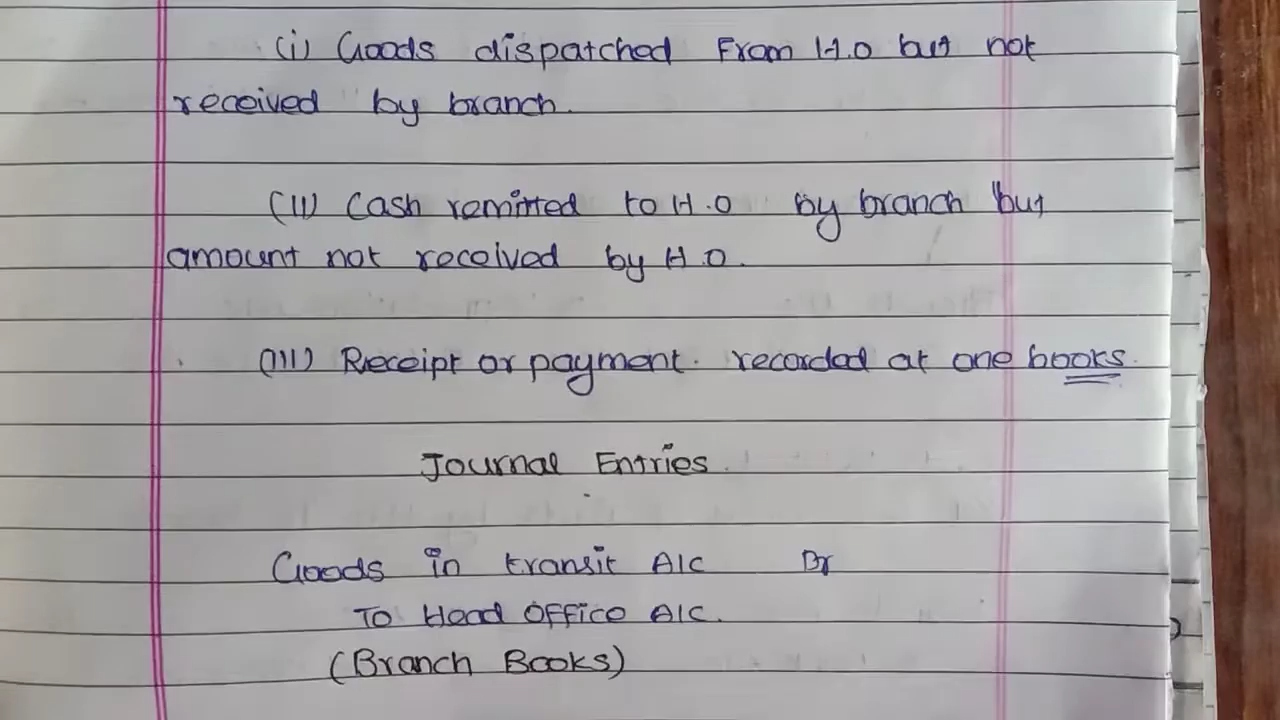 (i) Goods dispatched From H.O but not
received by branch.
(II) Cash remitted to H.O by branch but
amount not received by H O.
(III) Receipt or payment. recorded at one books.
Journal Entries
Goods in transit A/C Dr
To Head Office A/C.
(Branch Books)